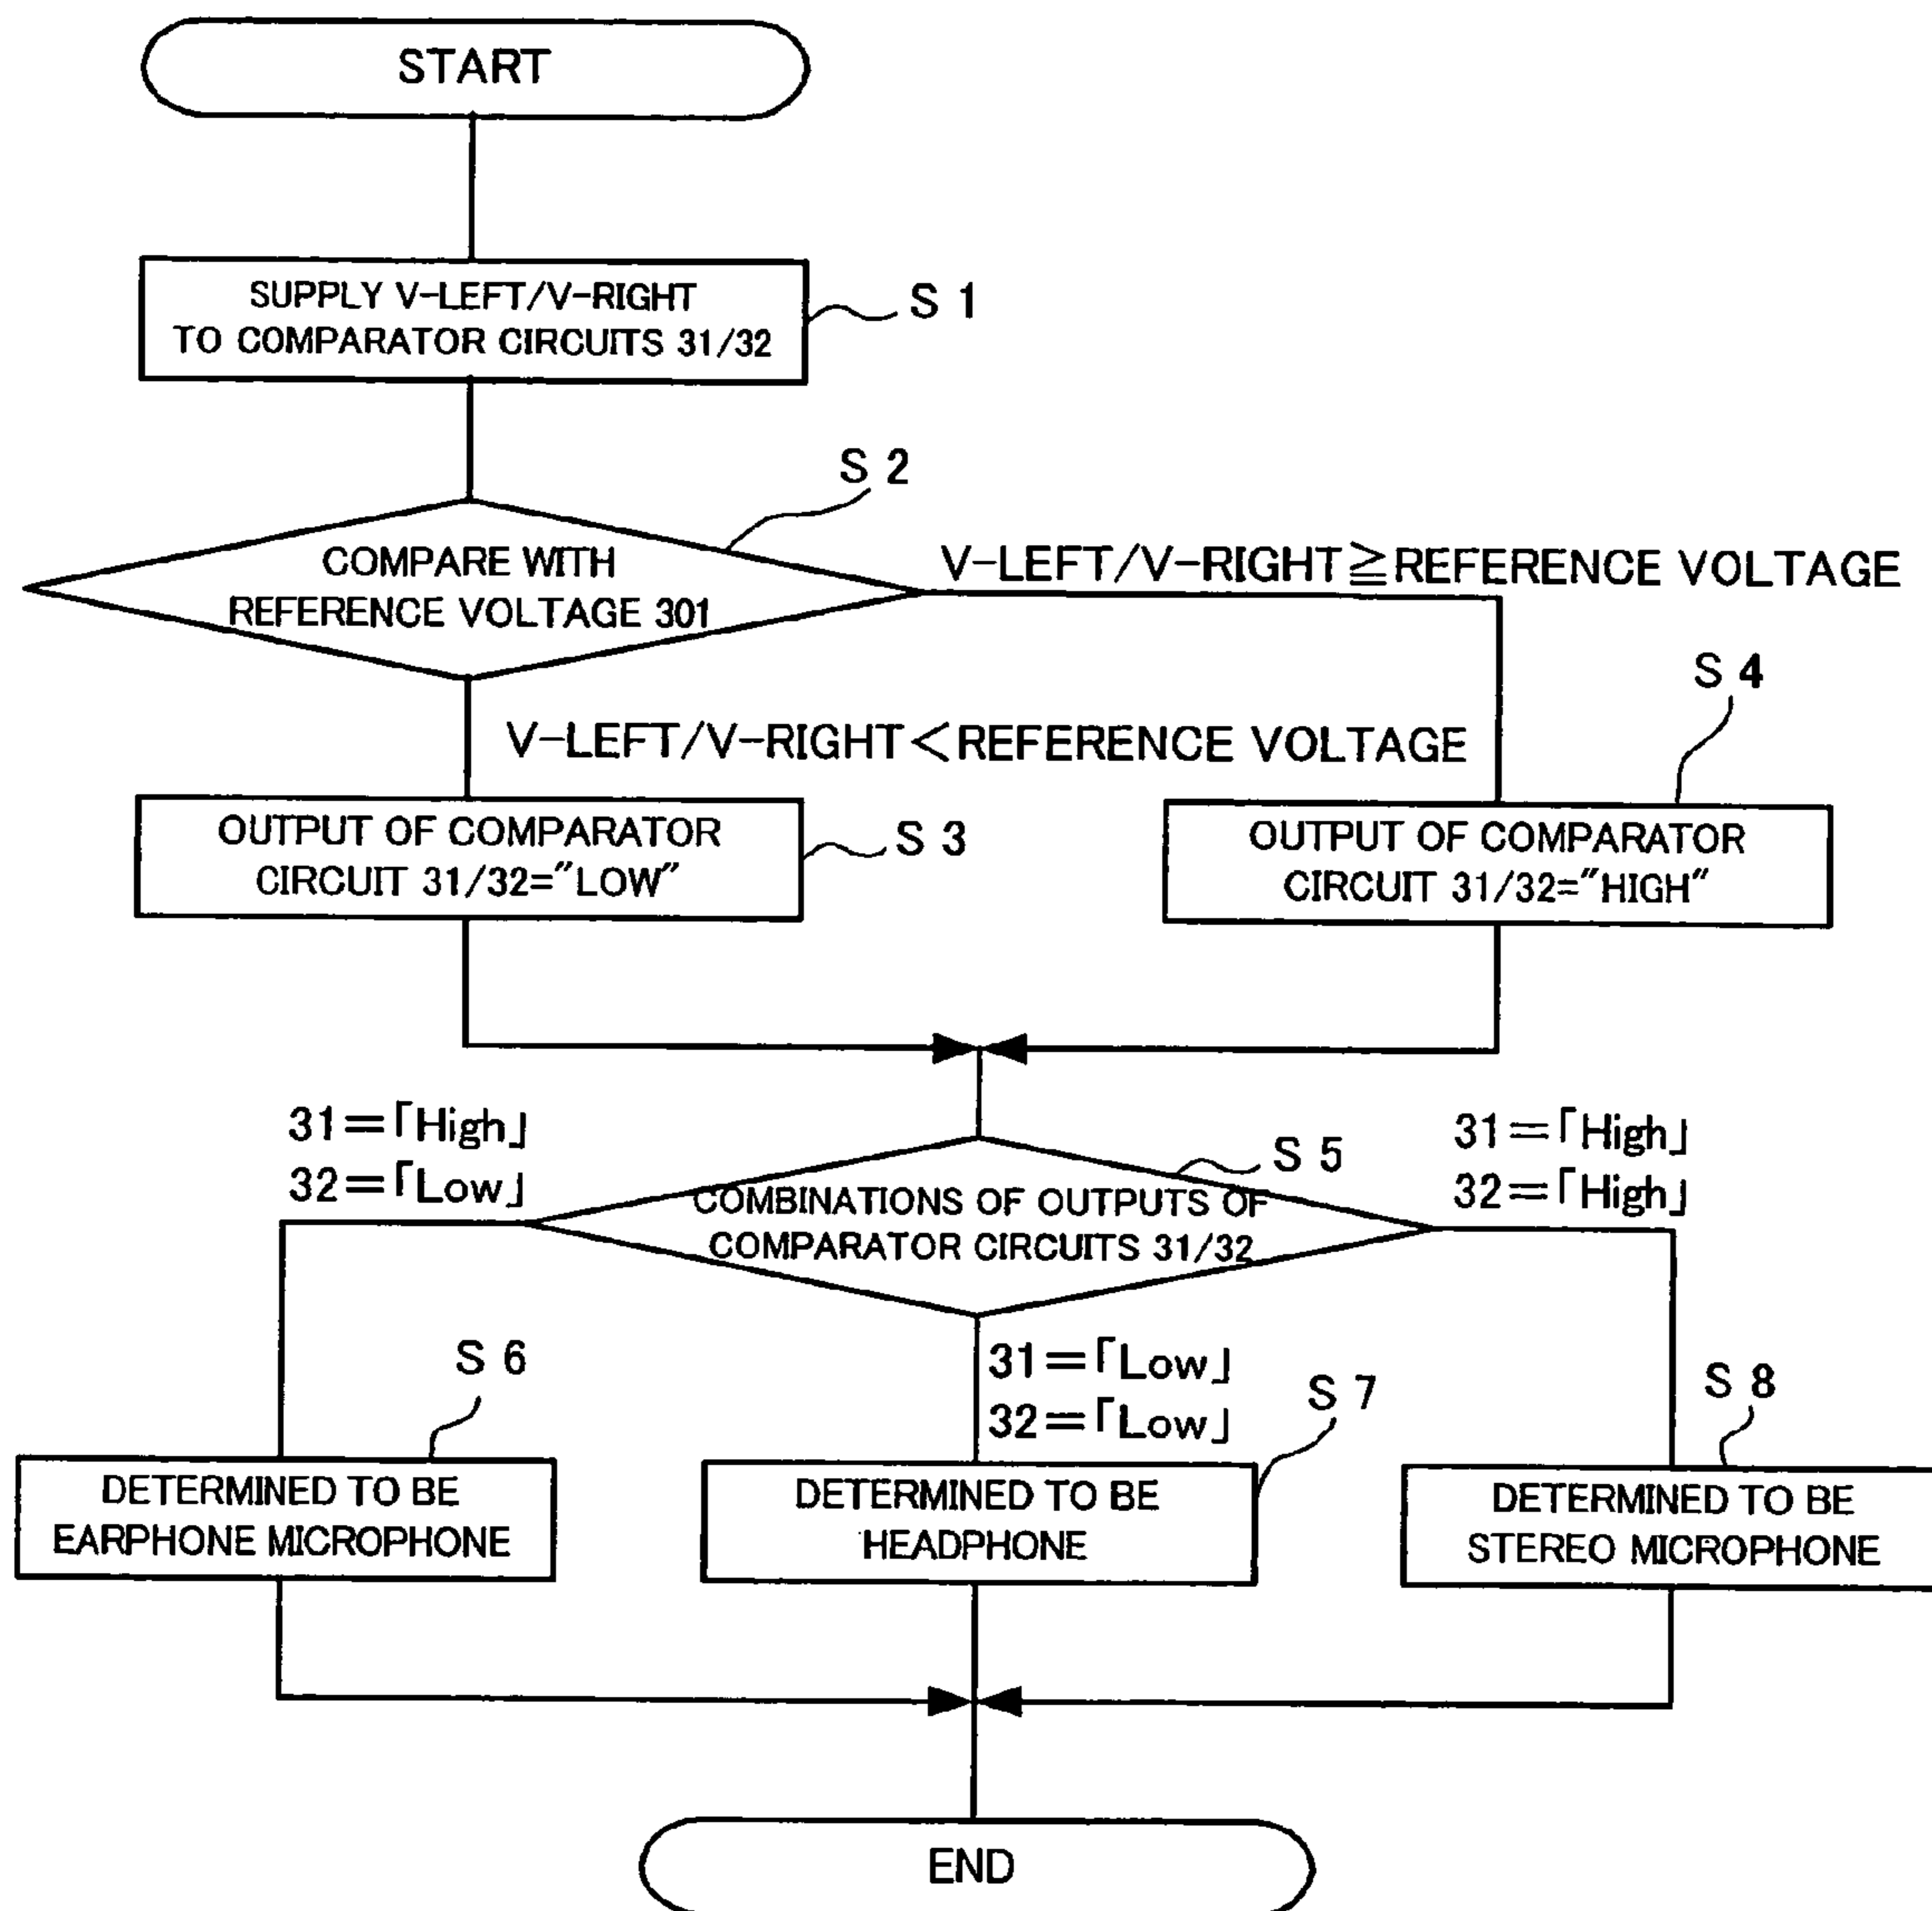 START
SUPPLY V-LEFT/V-RIGHT
TO COMPARATOR CIRCUITS 31/32
S 1
S 2
COMPARE WITH
REFERENCE VOLTAGE 301
V-LEFT/V-RIGHT≧REFERENCE VOLTAGE
V-LEFT/V-RIGHT<REFERENCE VOLTAGE
S 4
OUTPUT OF COMPARATOR
CIRCUIT 31/32="LOW"
S 3
OUTPUT OF COMPARATOR
CIRCUIT 31/32="HIGH"
31=「High」
32=「Low」
S 5
31=「High」
32=「High」
COMBINATIONS OF OUTPUTS OF
COMPARATOR CIRCUITS 31/32
S 6
31=「Low」
32=「Low」
S 7
S 8
DETERMINED TO BE
EARPHONE MICROPHONE
DETERMINED TO BE
HEADPHONE
DETERMINED TO BE
STEREO MICROPHONE
END